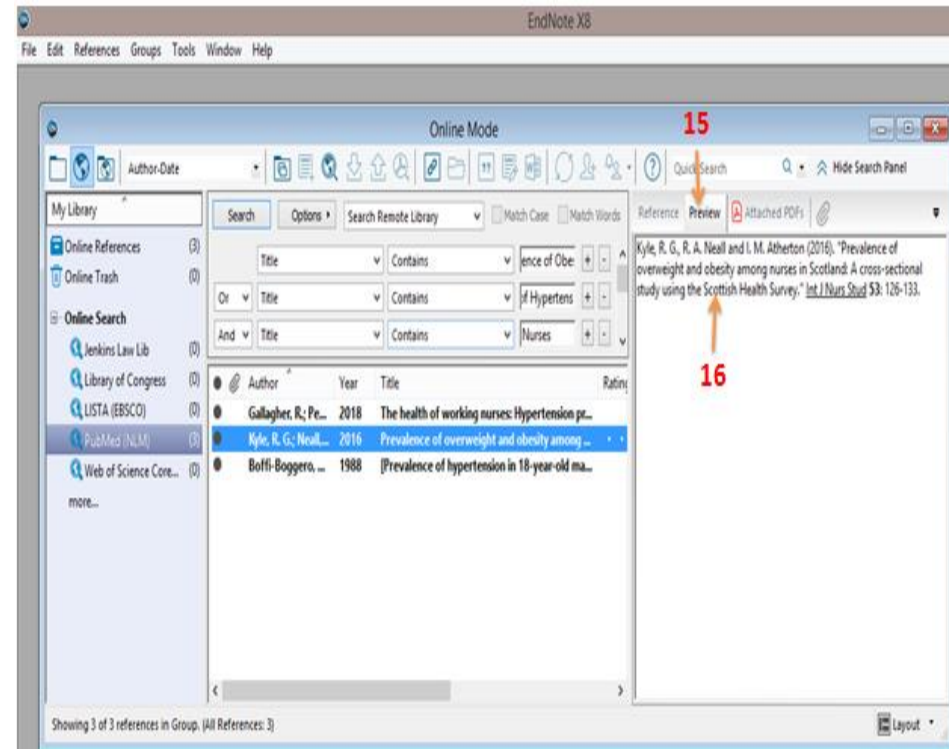 EndNote X8
File Edit References Groups Tools Window Help
Online Mode
15
Author-Date
Quick Search
Hide Search Panel
My Library
Online References (3)
Online Trash (0)
Online Search
Jenkins Law Lib (0)
Library of Congress (0)
LISTA (EBSCO) (0)
PubMed (NLM) (3)
Web of Science Core... (0)
more...
Search Options Search Remote Library Match Case Match Words
Title Contains ence of Obe + -
Or Title Contains of Hypertens + -
And Title Contains Nurses + -
Author Year Title Rating
Gallagher, R.; Pe... 2018 The health of working nurses: Hypertension pr...
Kyle, R. G.; Neall,... 2016 Prevalence of overweight and obesity among ...
Boffi-Boggero, ... 1988 [Prevalence of hypertension in 18-year-old ma...
Reference Preview Attached PDFs
Kyle, R. G., R. A. Neall and I. M. Atherton (2016). "Prevalence of
overweight and obesity among nurses in Scotland: A cross-sectional
study using the Scottish Health Survey." Int J Nurs Stud 53: 126-133.
16
Showing 3 of 3 references in Group. (All References: 3)
Layout